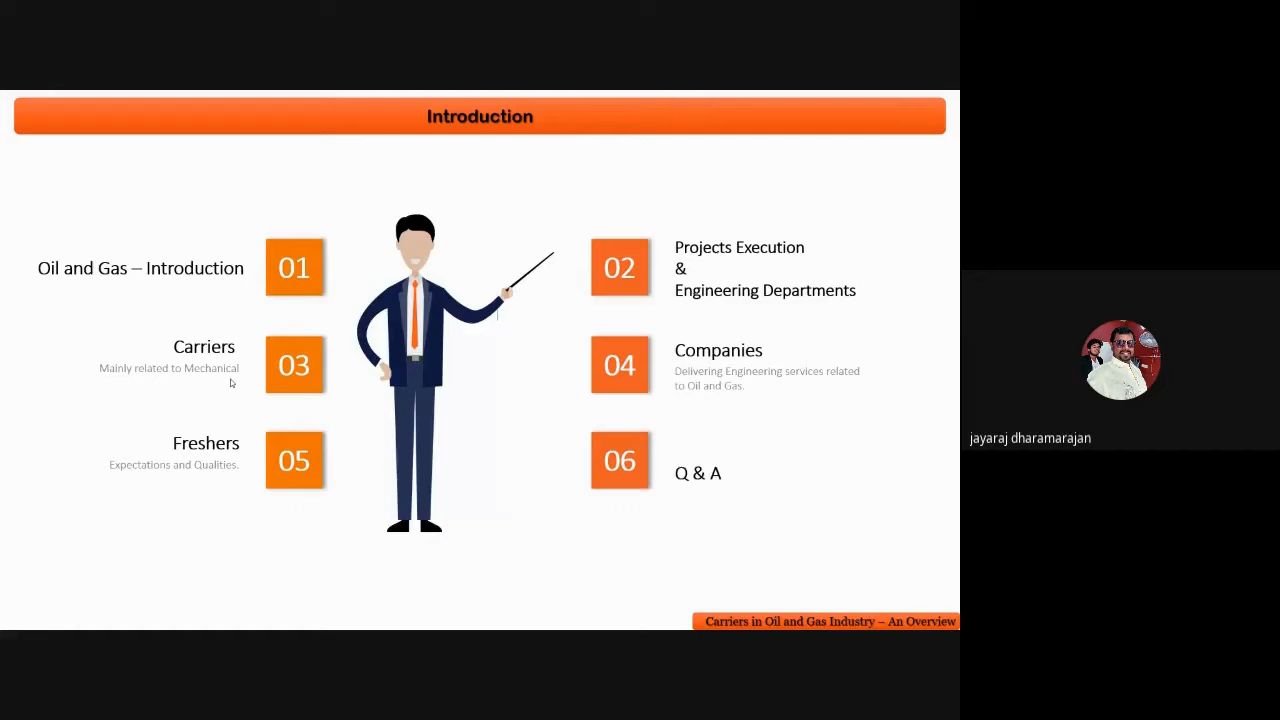 Introduction
Oil and Gas – Introduction
01
02
Projects Execution
&
Engineering Departments
Carriers
Mainly related to Mechanical
03
04
Companies
Delivering Engineering services related
to Oil and Gas.
Freshers
Expectations and Qualities.
05
06
Q & A
jayaraj dharamarajan
Carriers in Oil and Gas Industry – An Overview